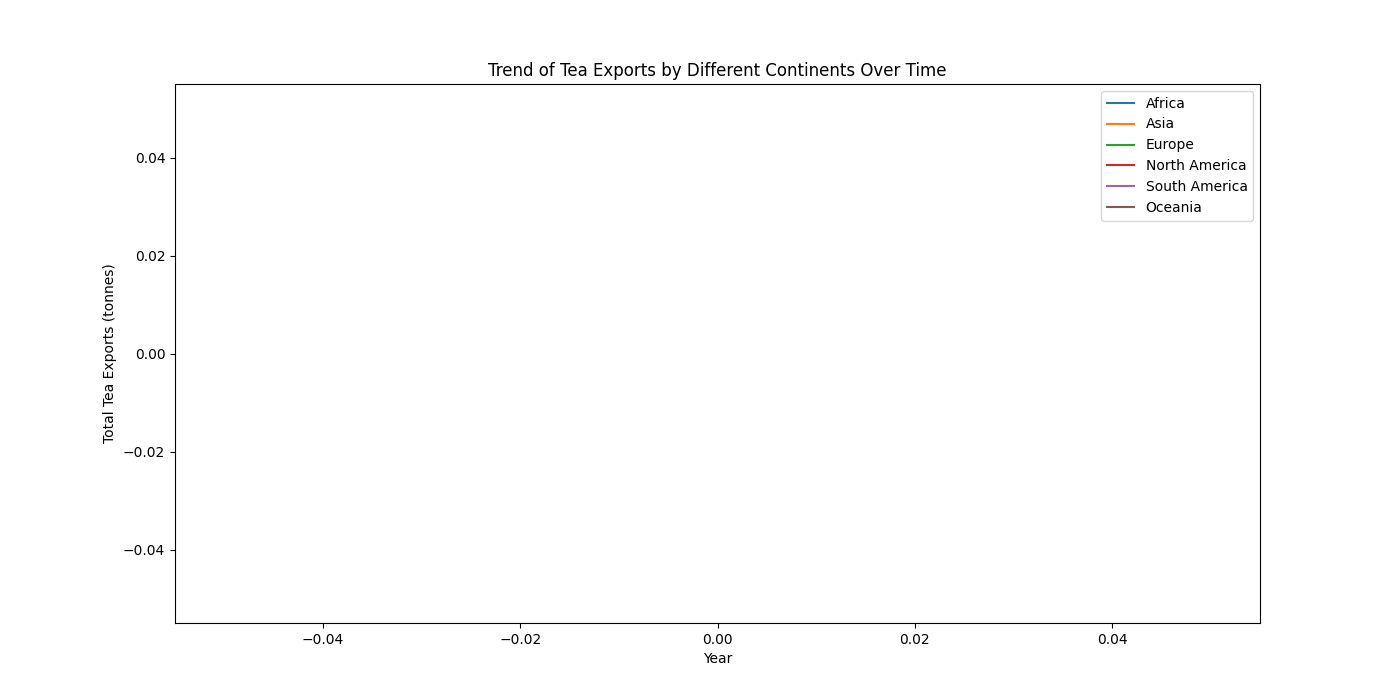 Trend of Tea Exports by Different Continents Over Time
Africa
Asia
Europe
North America
South America
Oceania
Total Tea Exports (tonnes)
0.04
0.02
0.00
−0.02
−0.04
−0.04
−0.02
0.00
0.02
0.04
Year